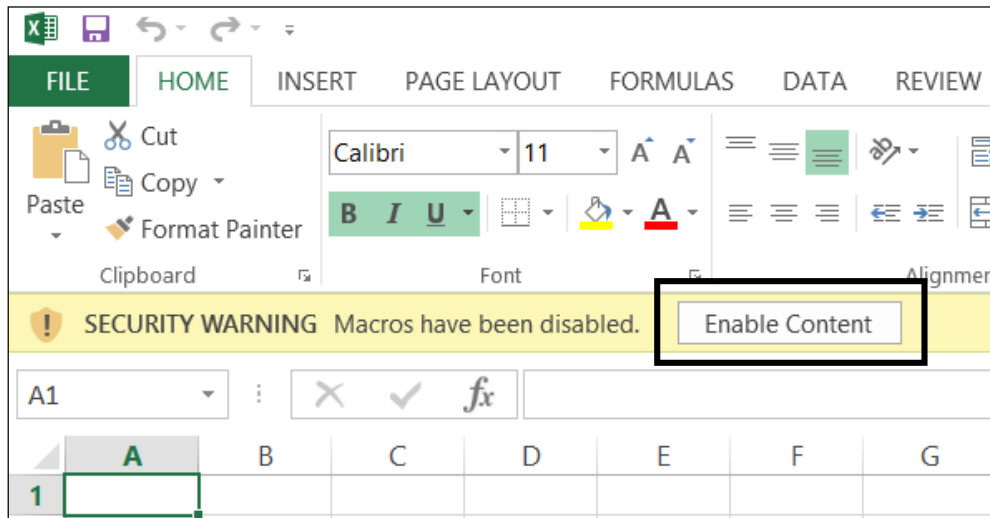 FILE HOME INSERT PAGE LAYOUT FORMULAS DATA REVIEW
Cut
Calibri 11 A A
Copy
Paste
B I U A
Format Painter
Clipboard Font Alignmen
! SECURITY WARNING Macros have been disabled. Enable Content
A1 fx
A B C D E F G
1